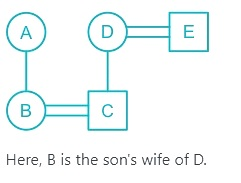 A D E
B C
Here, B is the son's wife of D.